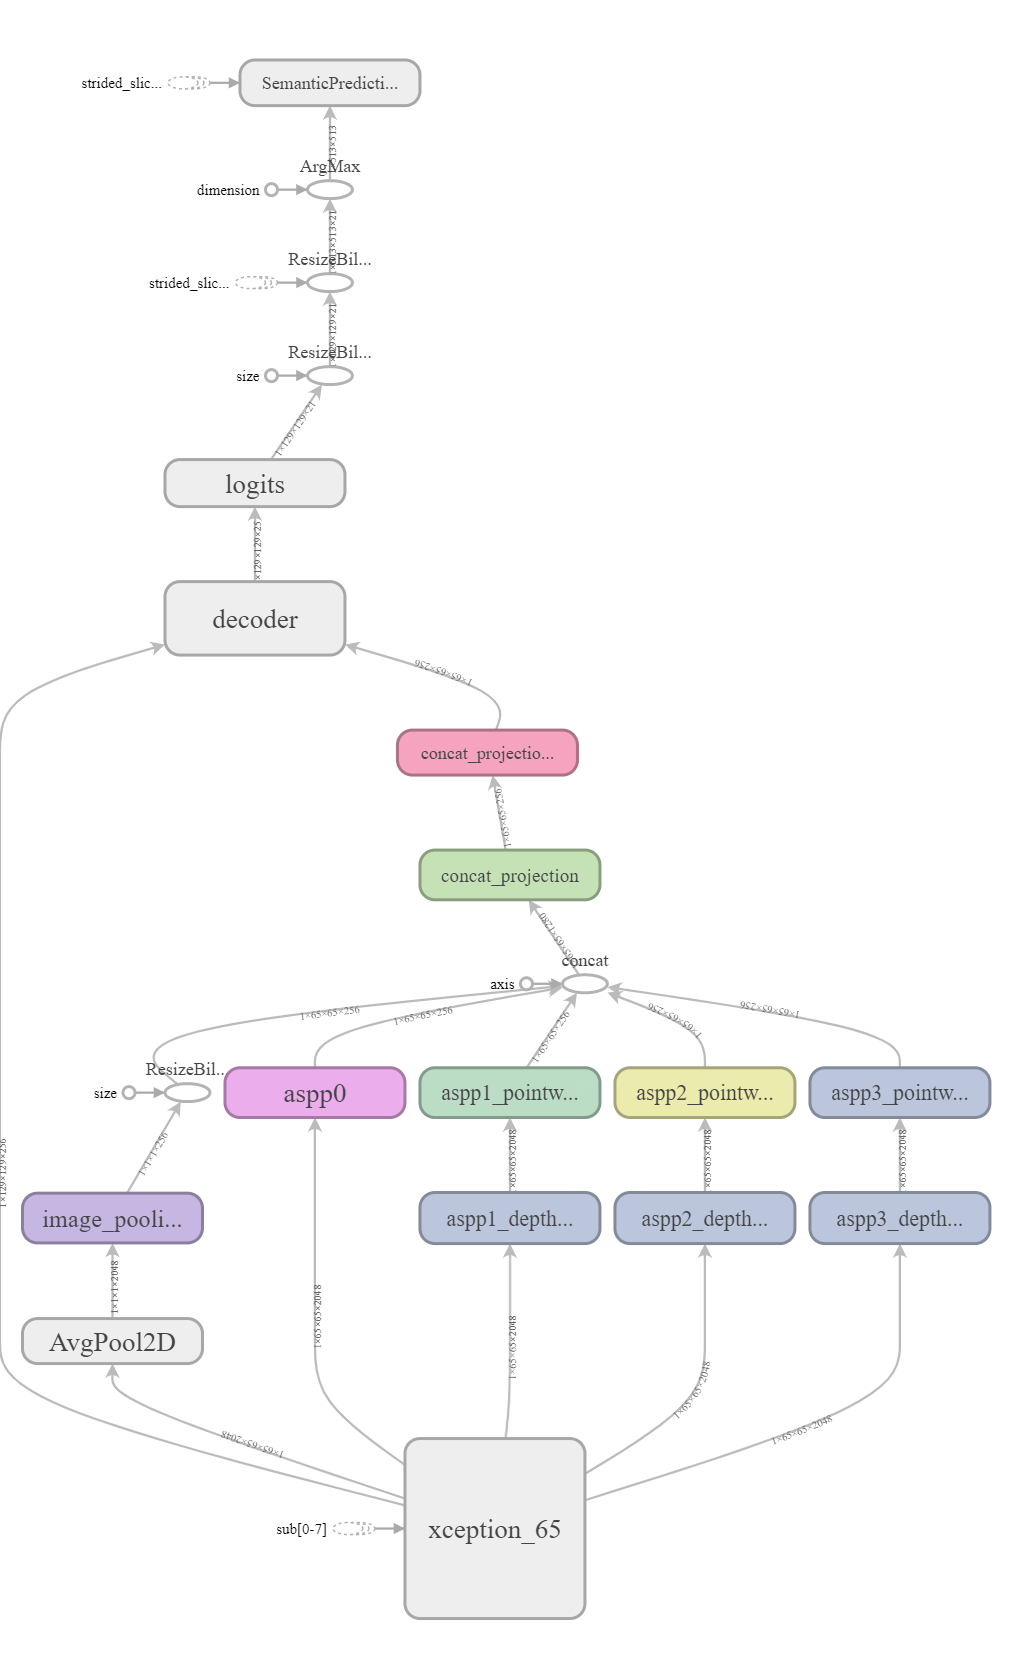 strided_slic...
SemanticPredicti...
513×513
ArgMax
dimension
1×513×513×21
ResizeBil...
strided_slic...
1×129×129×21
ResizeBil...
size
1×129×129×21
logits
×129×129×25
decoder
1×65×65×256
concat_projectio...
1×65×65×256
concat_projection
65×65×1280
concat
axis
1×65×65×256
1×65×65×256
1×65×65×256
1×65×65×256
1×65×65×256
ResizeBil...
size
aspp0
aspp1_pointw...
aspp2_pointw...
aspp3_pointw...
1×1×1×256
×65×65×2048
×65×65×2048
×65×65×2048
1×129×129×256
image_pooli...
aspp1_depth...
aspp2_depth...
aspp3_depth...
1×1×1×2048
1×65×65×2048
1×65×65×2048
1×65×65×2048
1×65×65×2048
AvgPool2D
1×65×65×2048
xception_65
sub[0-7]